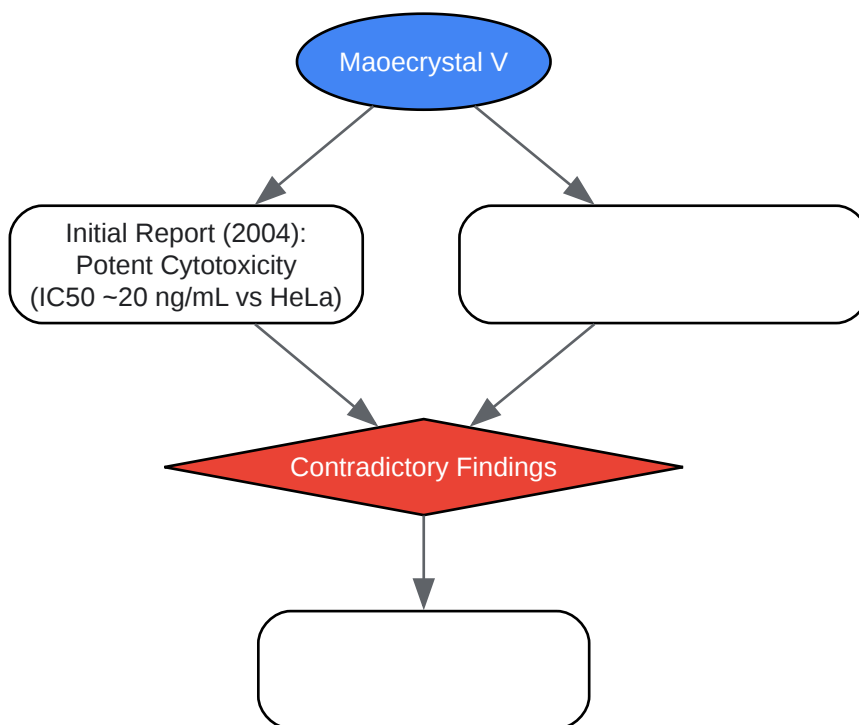 Maoecrystal V
Initial Report (2004):
Potent Cytotoxicity
(IC50 ~20 ng/mL vs HeLa)
Contradictory Findings